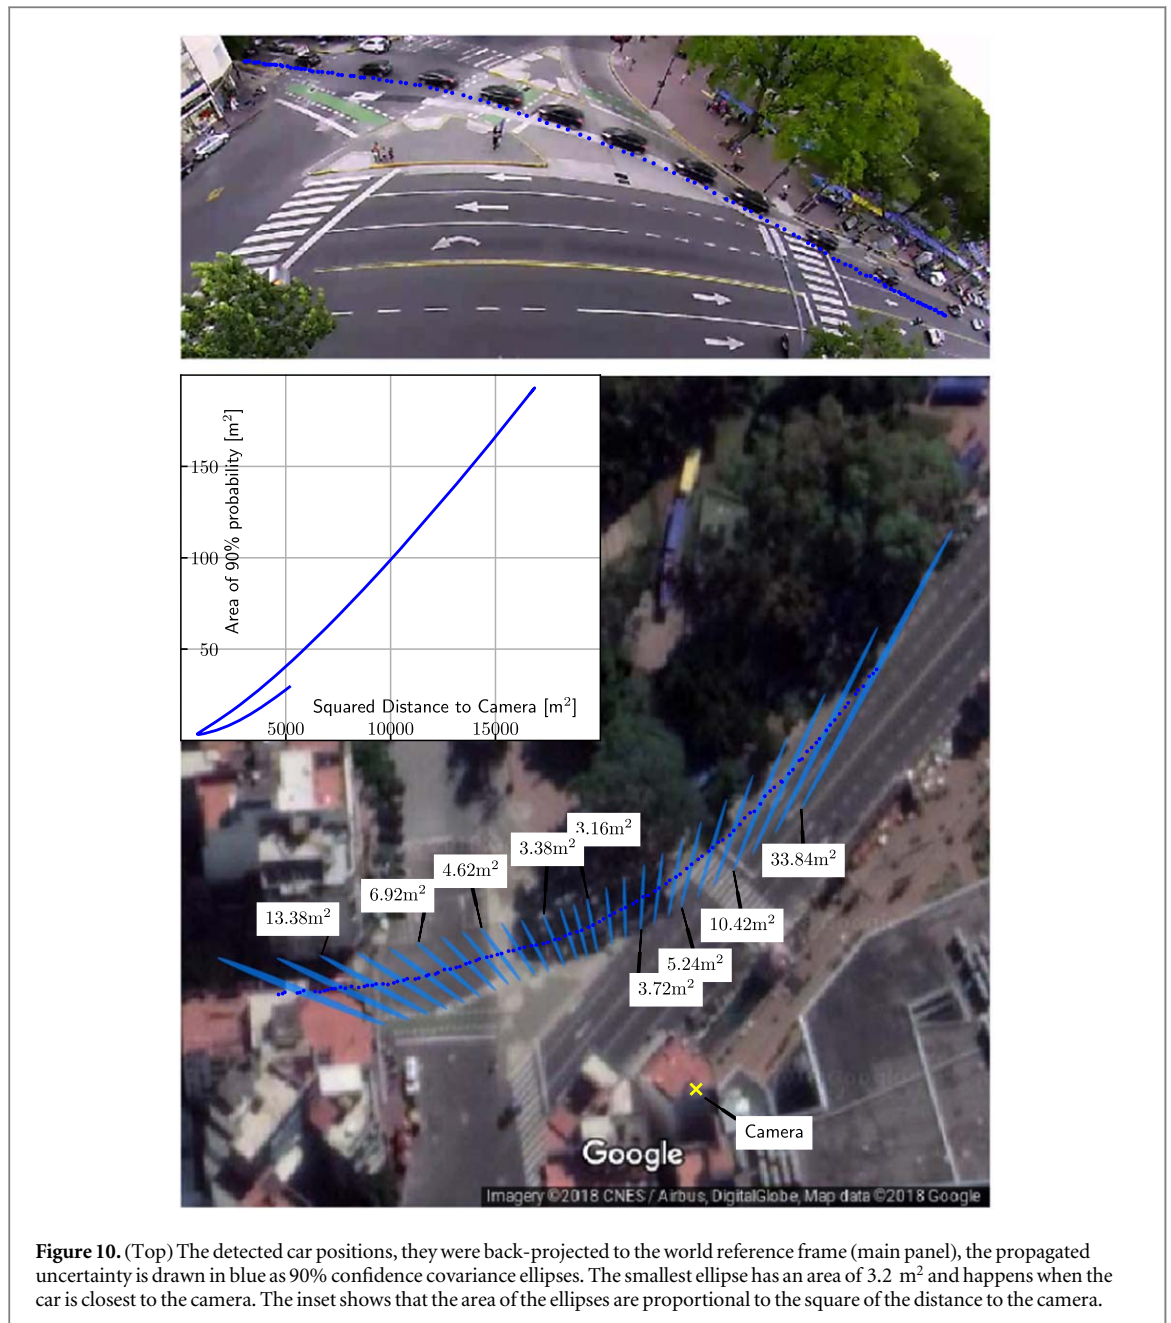 Area of 90% probability [m²]
150
100
50
Squared Distance to Camera [m²]
5000
10000
15000
3.16m²
3.38m²
4.62m²
6.92m²
13.38m²
33.84m²
10.42m²
5.24m²
3.72m²
Camera
Google
Imagery ©2018 CNES / Airbus, DigitalGlobe, Map data ©2018 Google
Figure 10. (Top) The detected car positions, they were back-projected to the world reference frame (main panel), the propagated
uncertainty is drawn in blue as 90% confidence covariance ellipses. The smallest ellipse has an area of 3.2 m² and happens when the
car is closest to the camera. The inset shows that the area of the ellipses are proportional to the square of the distance to the camera.